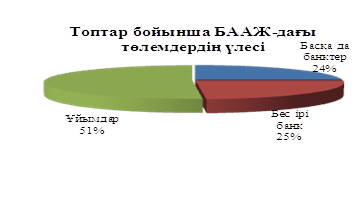 Топтар бойынша БААЖ-дағы
төлемдердің үлесі
Басқа да
банктер
24%
Бес ірі
банк
25%
Ұйымдар
51%